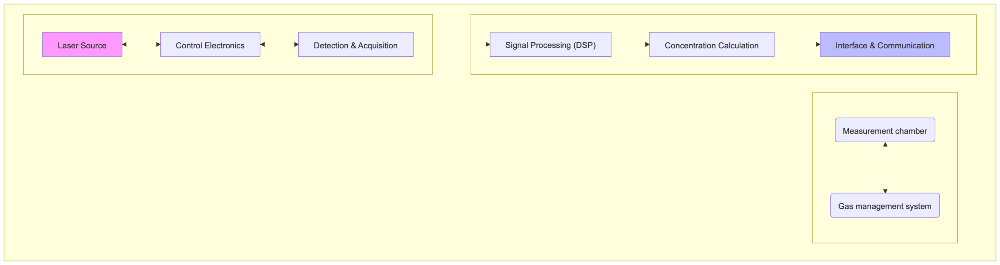 Laser Source
Control Electronics
Detection & Acquisition
Signal Processing (DSP)
Concentration Calculation
Interface & Communication
Measurement chamber
Gas management system